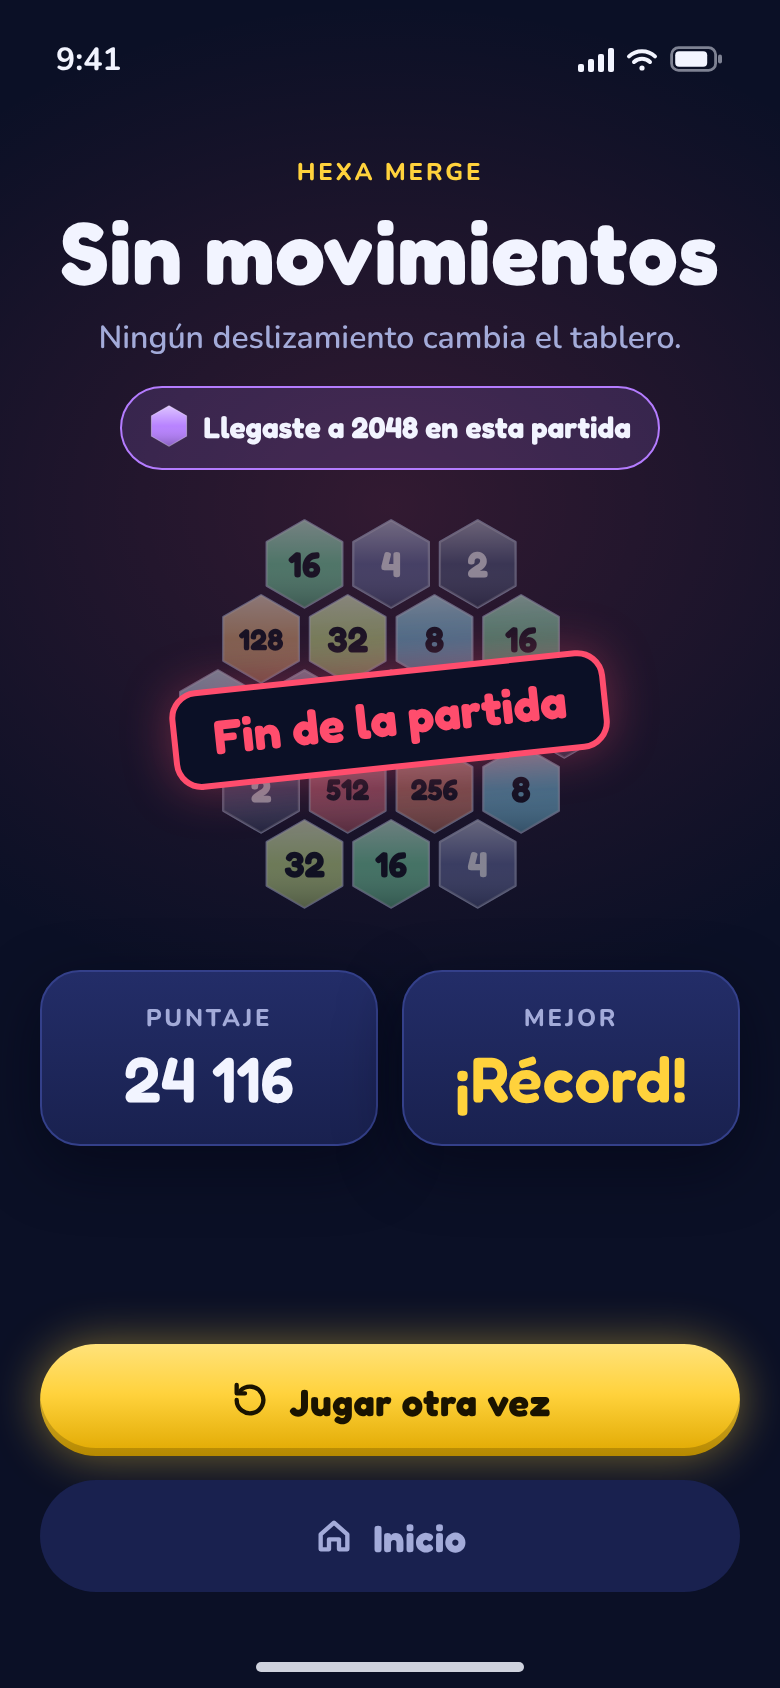 9:41
HEXA MERGE
Sin movimientos
Ningún deslizamiento cambia el tablero.
Llegaste a 2048 en esta partida
16 4 2
128 32 8 16
Fin de la partida
2 512 256 8
32 16 4
PUNTAJE
24 116
MEJOR
¡Récord!
Jugar otra vez
Inicio